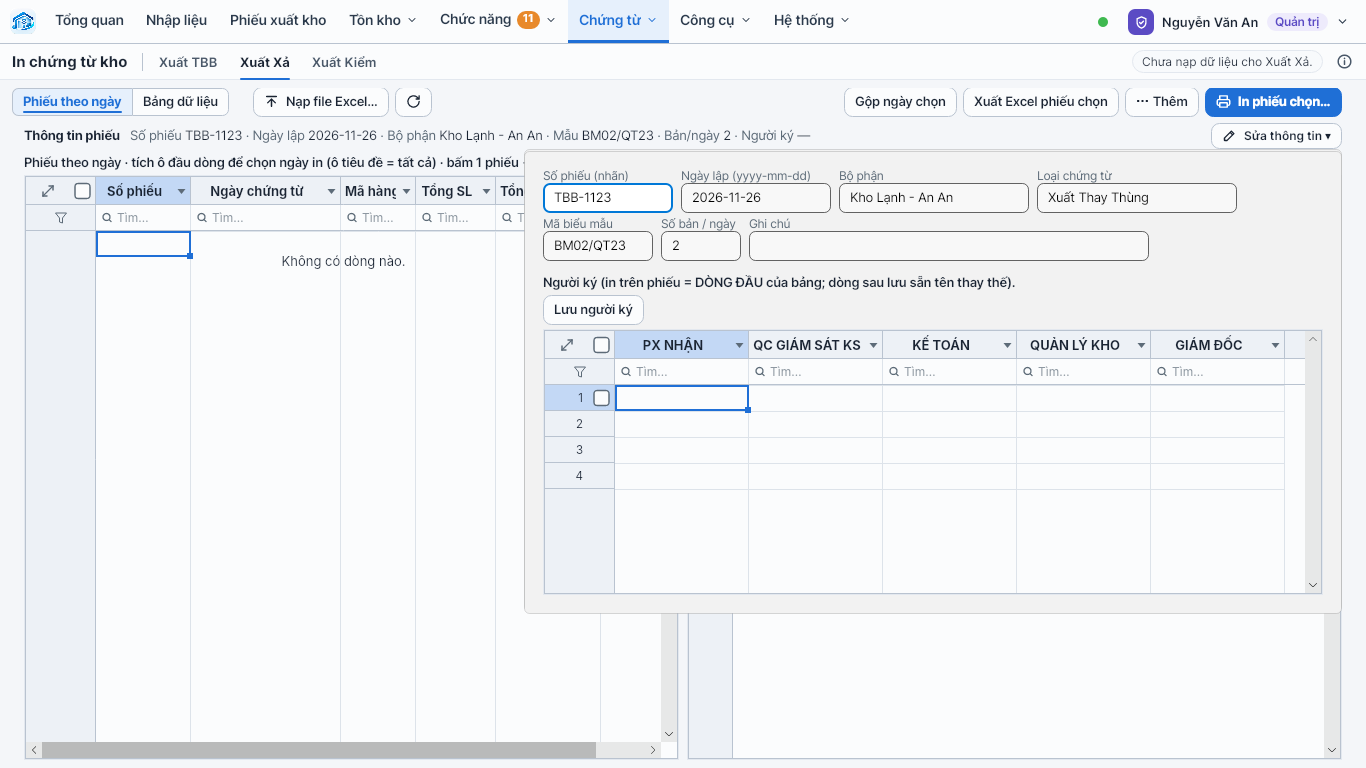 Tổng quan Nhập liệu Phiếu xuất kho Tồn kho Chức năng 11 Chứng từ Công cụ Hệ thống Nguyễn Văn An Quản trị
In chứng từ kho Xuất TBB Xuất Xả Xuất Kiểm Chưa nạp dữ liệu cho Xuất Xả.
Phiếu theo ngày Bảng dữ liệu Nạp file Excel... Gộp ngày chọn Xuất Excel phiếu chọn ··· Thêm In phiếu chọn...
Thông tin phiếu Số phiếu TBB-1123 · Ngày lập 2026-11-26 · Bộ phận Kho Lạnh - An An · Mẫu BM02/QT23 · Bản/ngày 2 · Người ký — Sửa thông tin ▾
Phiếu theo ngày · tích ô đầu dòng để chọn ngày in (ô tiêu đề = tất cả) · bấm 1 phiếu
Số phiếu Ngày chứng từ Mã hàng Tổng SL
Tìm... Tìm... Tìm... Tìm...
Không có dòng nào.
Số phiếu (nhãn) Ngày lập (yyyy-mm-dd) Bộ phận Loại chứng từ
TBB-1123 2026-11-26 Kho Lạnh - An An Xuất Thay Thùng
Mã biểu mẫu Số bản / ngày Ghi chú
BM02/QT23 2
Người ký (in trên phiếu = DÒNG ĐẦU của bảng; dòng sau lưu sẵn tên thay thế).
Lưu người ký
PX NHẬN QC GIÁM SÁT KS KẾ TOÁN QUẢN LÝ KHO GIÁM ĐỐC
Tìm... Tìm... Tìm... Tìm... Tìm...
1
2
3
4